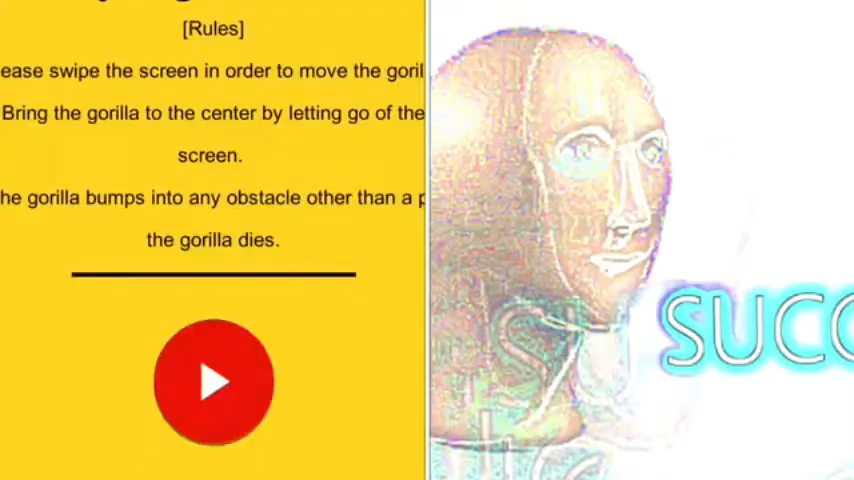 [Rules]
ease swipe the screen in order to move the goril
Bring the gorilla to the center by letting go of the
screen.
he gorilla bumps into any obstacle other than a p
the gorilla dies.
SUCC